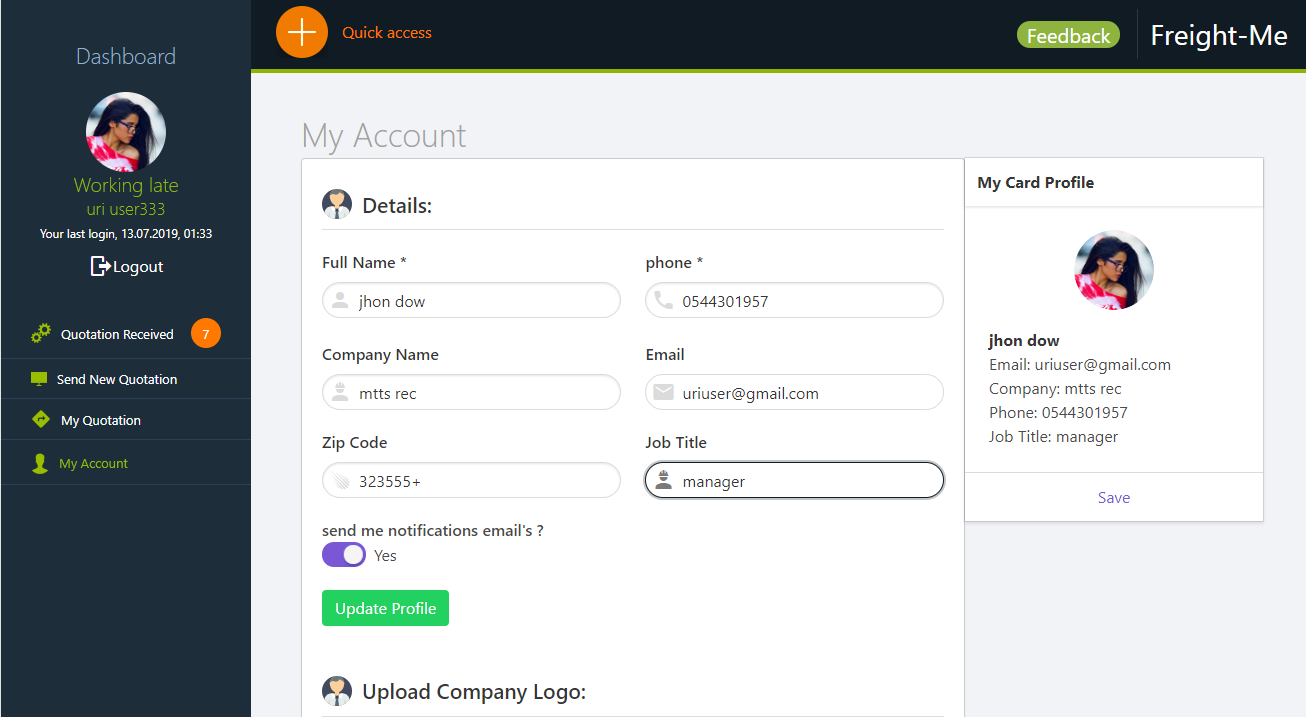 Dashboard
Working late
uri user333
Your last login, 13.07.2019, 01:33
Logout
Quotation Received 7
Send New Quotation
My Quotation
My Account
Quick access
Feedback
Freight-Me
My Account
Details:
Full Name *
jhon dow
phone *
0544301957
Company Name
mtts rec
Email
uriuser@gmail.com
Zip Code
323555+
Job Title
manager
send me notifications email's ?
Yes
Update Profile
Upload Company Logo:
My Card Profile
jhon dow
Email: uriuser@gmail.com
Company: mtts rec
Phone: 0544301957
Job Title: manager
Save